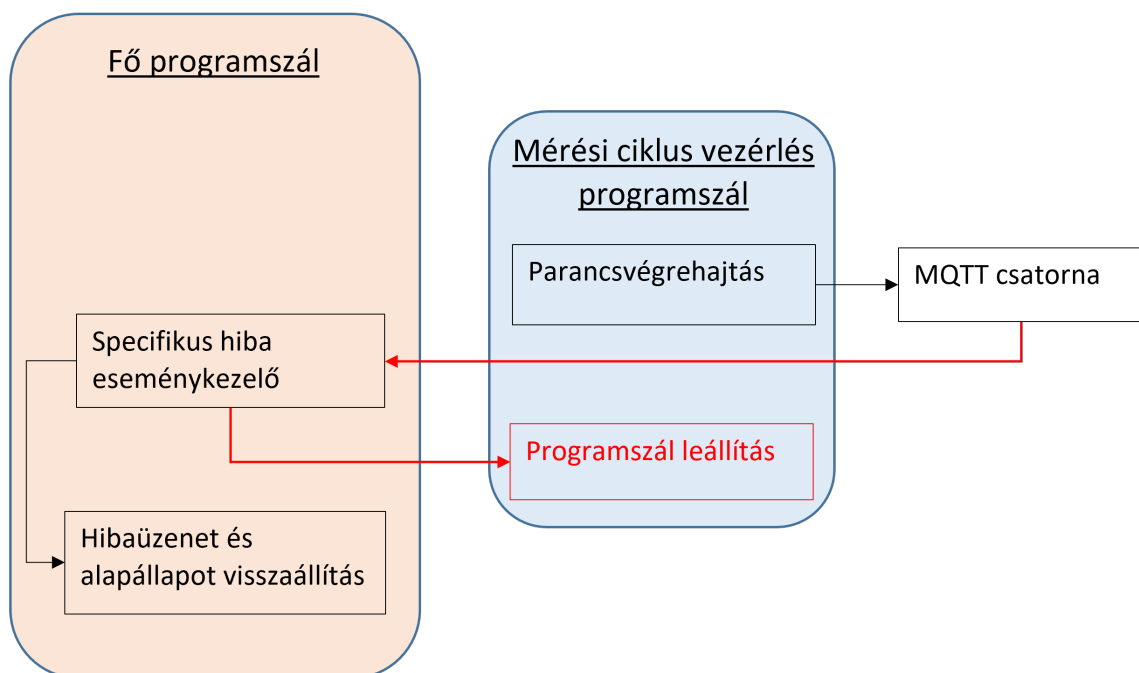 Fő programszál
Mérési ciklus vezérlés
programszál
Parancsvégrehajtás
MQTT csatorna
Specifikus hiba
eseménykezelő
Programszál leállítás
Hibaüzenet és
alapállapot visszaállítás